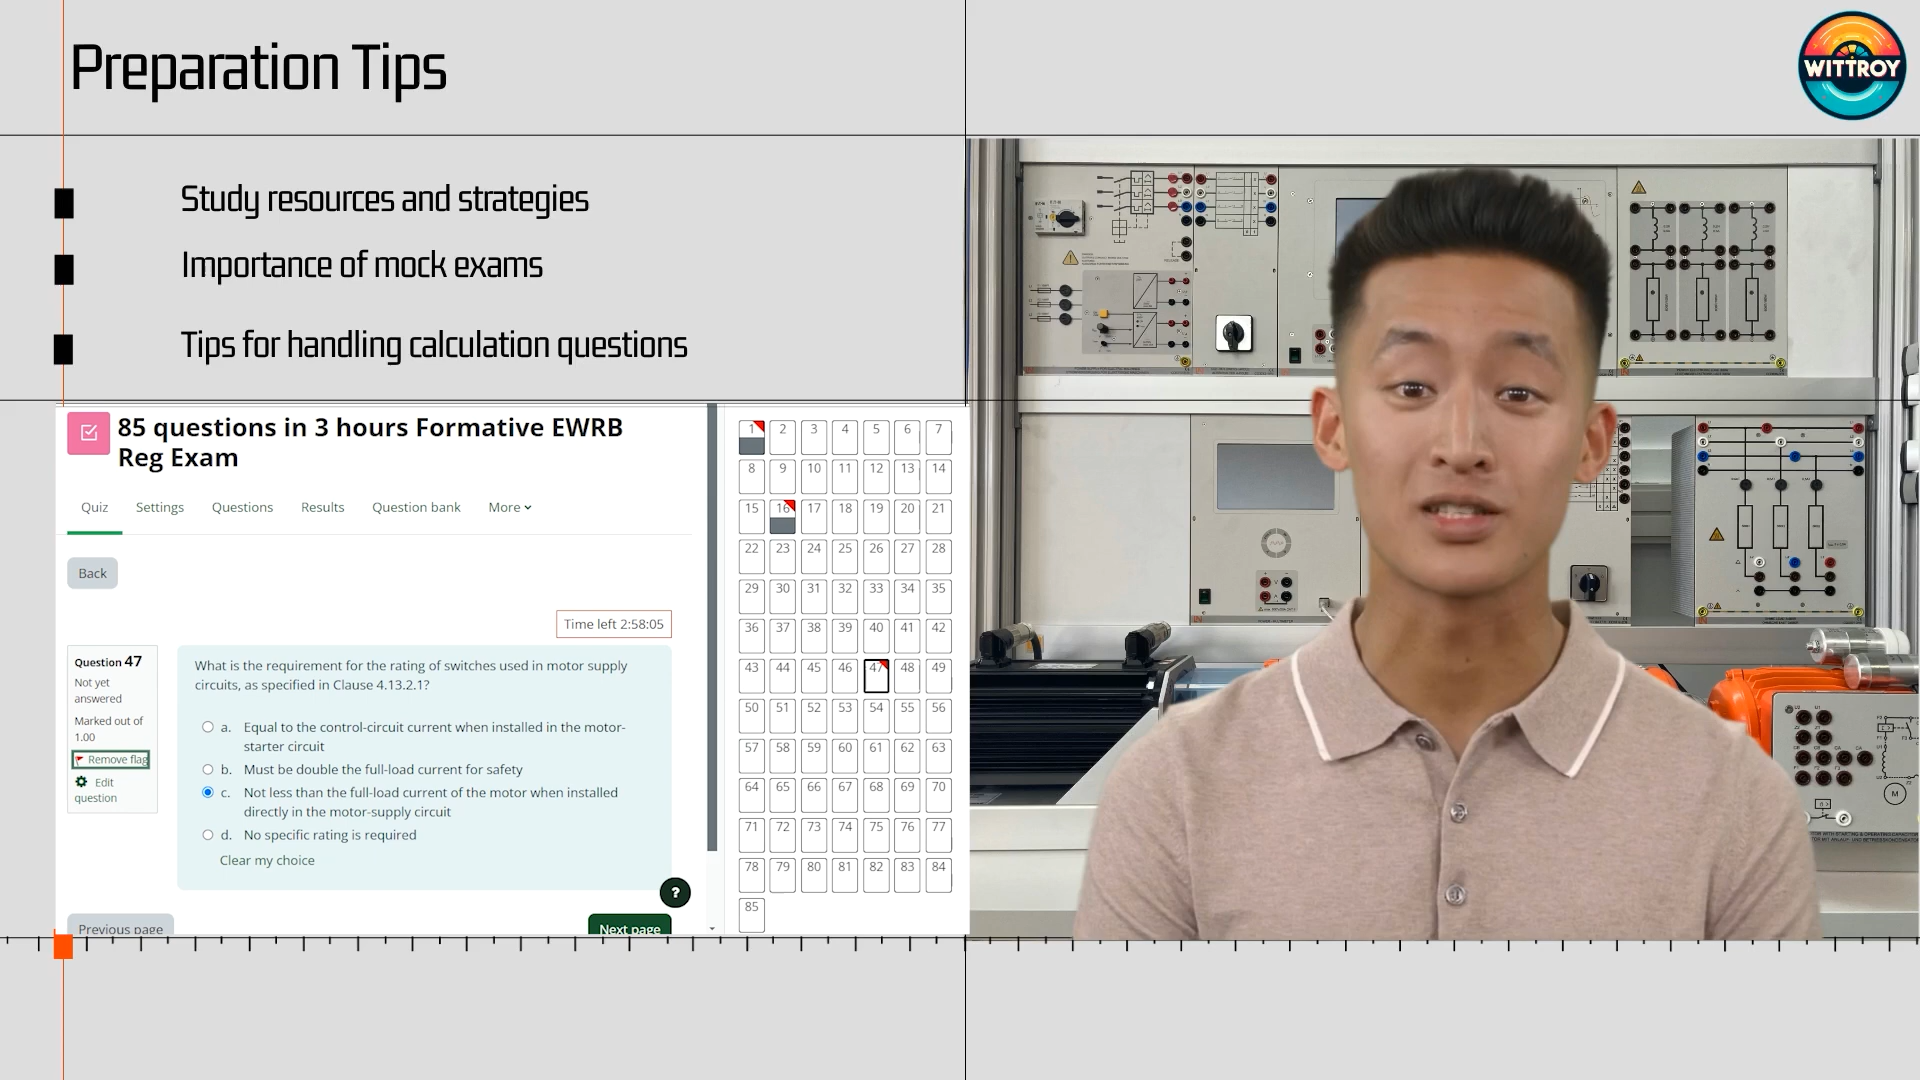 Preparation Tips
WITTROY
Study resources and strategies
Importance of mock exams
Tips for handling calculation questions
85 questions in 3 hours Formative EWRB
Reg Exam
Quiz Settings Questions Results Question bank More
Back
Time left 2:58:05
Question 47
Not yet
answered
Marked out of
1.00
Remove flag
Edit
question
What is the requirement for the rating of switches used in motor supply
circuits, as specified in Clause 4.13.2.1?
a. Equal to the control-circuit current when installed in the motor-
starter circuit
b. Must be double the full-load current for safety
c. Not less than the full-load current of the motor when installed
directly in the motor-supply circuit
d. No specific rating is required
Clear my choice
?
Previous page
Next page
1 2 3 4 5 6 7
8 9 10 11 12 13 14
15 16 17 18 19 20 21
22 23 24 25 26 27 28
29 30 31 32 33 34 35
36 37 38 39 40 41 42
43 44 45 46 47 48 49
50 51 52 53 54 55 56
57 58 59 60 61 62 63
64 65 66 67 68 69 70
71 72 73 74 75 76 77
78 79 80 81 82 83 84
85
M